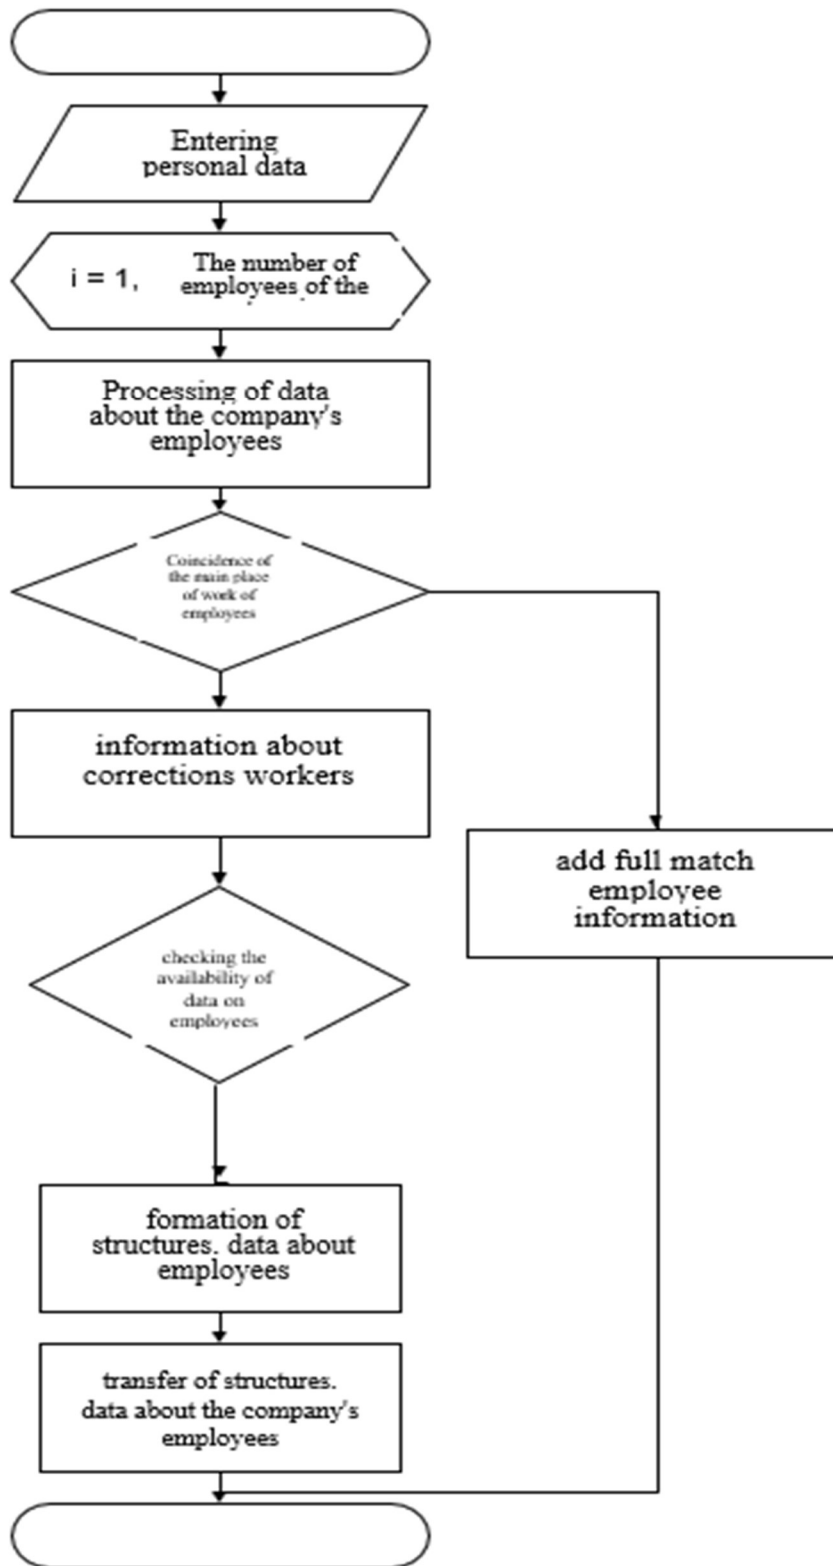 Entering
personal data
i = 1,
The number of
employees of the
Processing of data
about the company's
employees
Coincidence of
the main place
of work of
employees
information about
corrections workers
add full match
employee
information
checking the
availability of
data on
employees
formation of
structures. data about
employees
transfer of structures.
data about the company's
employees